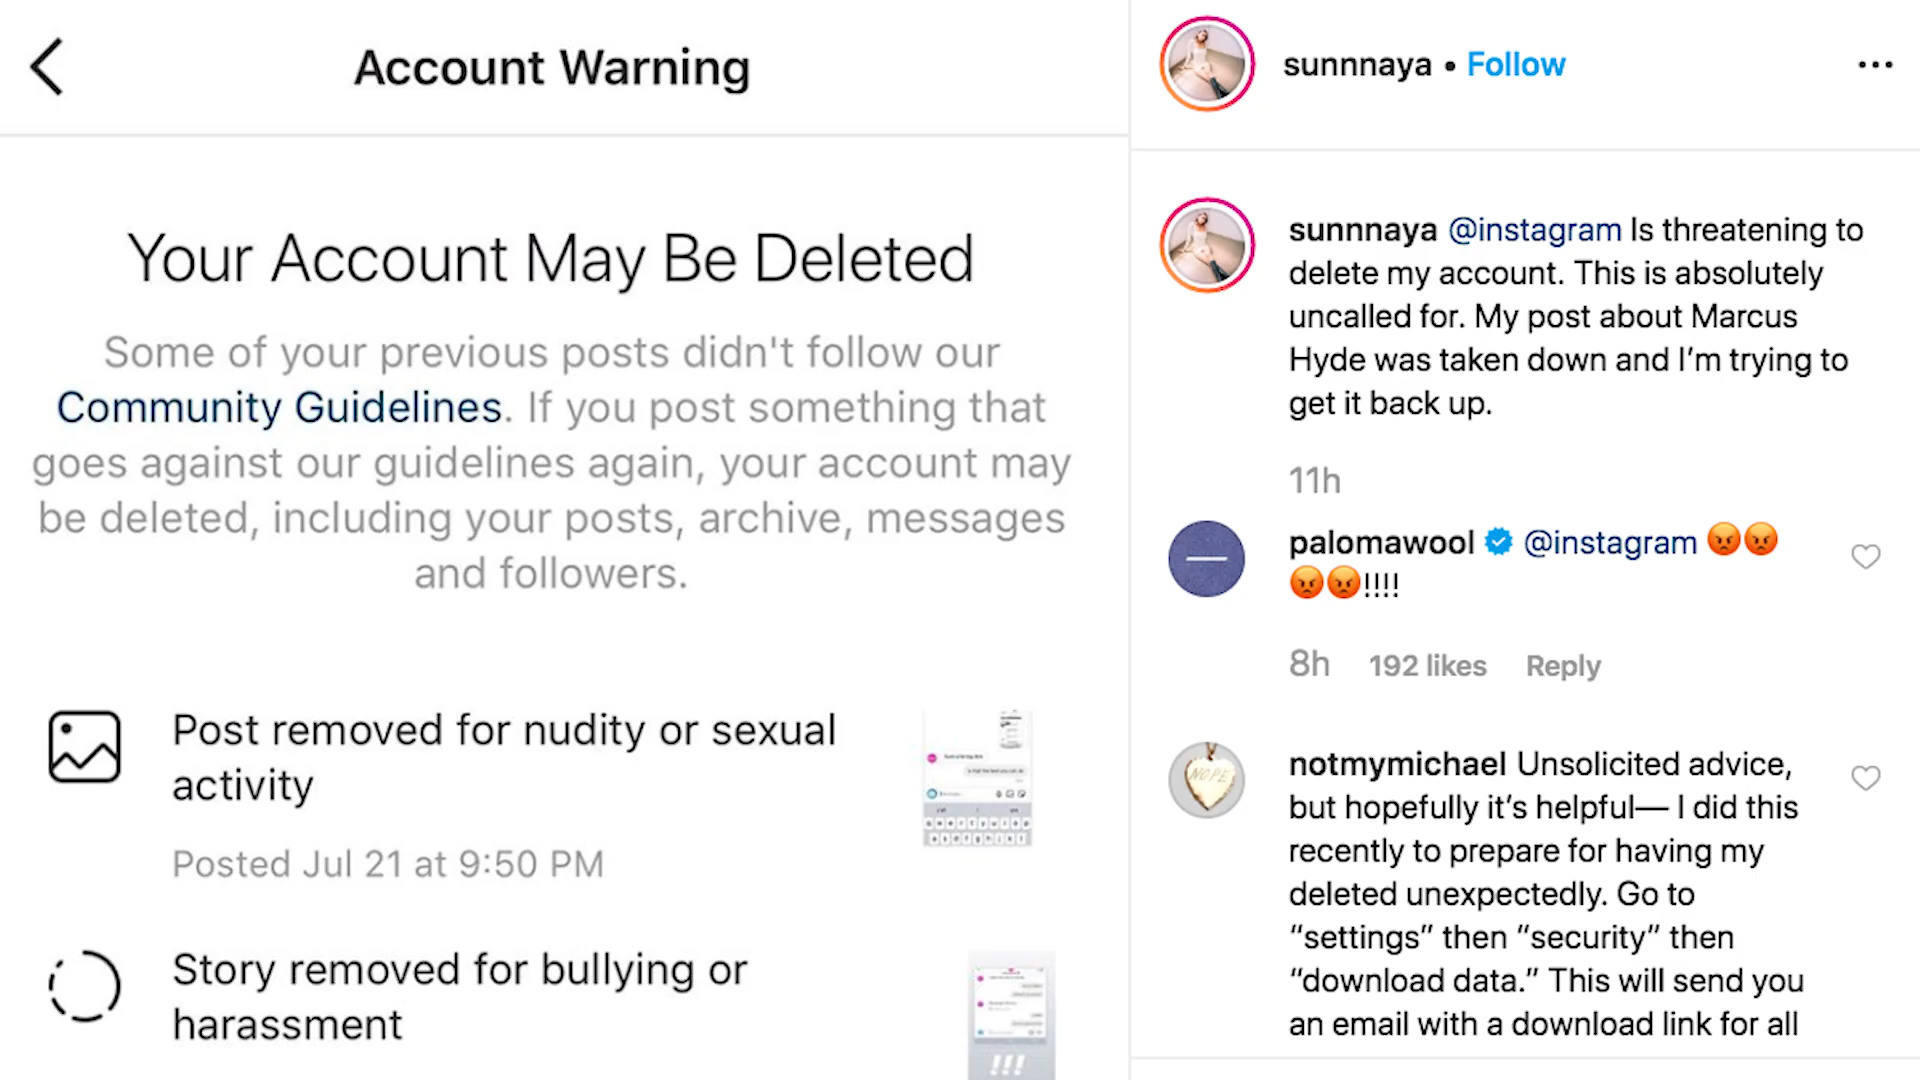 Account Warning
Your Account May Be Deleted
Some of your previous posts didn't follow our
Community Guidelines. If you post something that
goes against our guidelines again, your account may
be deleted, including your posts, archive, messages
and followers.
Post removed for nudity or sexual
activity
Posted Jul 21 at 9:50 PM
Story removed for bullying or
harassment
!!!
sunnnaya • Follow
sunnnaya @instagram Is threatening to
delete my account. This is absolutely
uncalled for. My post about Marcus
Hyde was taken down and I’m trying to
get it back up.
11h
palomawool @instagram 😡😡
😡😡!!!!
8h 192 likes Reply
NOPE
notmymichael Unsolicited advice,
but hopefully it’s helpful— I did this
recently to prepare for having my
deleted unexpectedly. Go to
“settings” then “security” then
“download data.” This will send you
an email with a download link for all